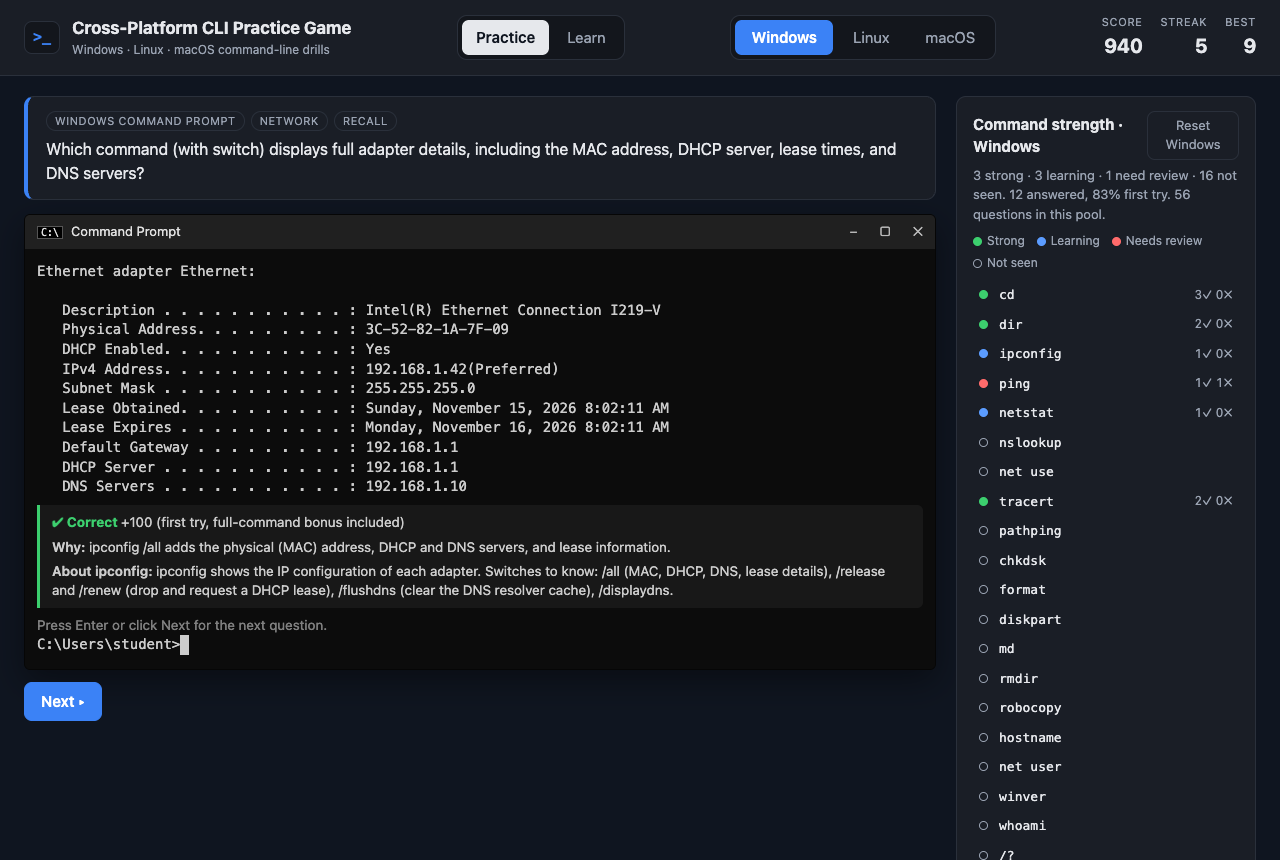 >_
Cross-Platform CLI Practice Game
Windows · Linux · macOS command-line drills
Practice
Learn
Windows
Linux
macOS
SCORE
940
STREAK
5
BEST
9
WINDOWS COMMAND PROMPT
NETWORK
RECALL
Which command (with switch) displays full adapter details, including the MAC address, DHCP server, lease times, and
DNS servers?
C:\
Command Prompt
Ethernet adapter Ethernet:
Description . . . . . . . . . . . : Intel(R) Ethernet Connection I219-V
Physical Address. . . . . . . . . : 3C-52-82-1A-7F-09
DHCP Enabled. . . . . . . . . . . : Yes
IPv4 Address. . . . . . . . . . . : 192.168.1.42(Preferred)
Subnet Mask . . . . . . . . . . . : 255.255.255.0
Lease Obtained. . . . . . . . . . : Sunday, November 15, 2026 8:02:11 AM
Lease Expires . . . . . . . . . . : Monday, November 16, 2026 8:02:11 AM
Default Gateway . . . . . . . . . : 192.168.1.1
DHCP Server . . . . . . . . . . . : 192.168.1.1
DNS Servers . . . . . . . . . . . : 192.168.1.10
✔ Correct +100 (first try, full-command bonus included)
Why: ipconfig /all adds the physical (MAC) address, DHCP and DNS servers, and lease information.
About ipconfig: ipconfig shows the IP configuration of each adapter. Switches to know: /all (MAC, DHCP, DNS, lease details), /release
and /renew (drop and request a DHCP lease), /flushdns (clear the DNS resolver cache), /displaydns.
Press Enter or click Next for the next question.
C:\Users\student>
Next ▸
Command strength ·
Windows
Reset
Windows
3 strong · 3 learning · 1 need review · 16 not
seen. 12 answered, 83% first try. 56
questions in this pool.
Strong
Learning
Needs review
Not seen
cd 3✓ 0✕
dir 2✓ 0✕
ipconfig 1✓ 0✕
ping 1✓ 1✕
netstat 1✓ 0✕
nslookup
net use
tracert 2✓ 0✕
pathping
chkdsk
format
diskpart
md
rmdir
robocopy
hostname
net user
winver
whoami
/?